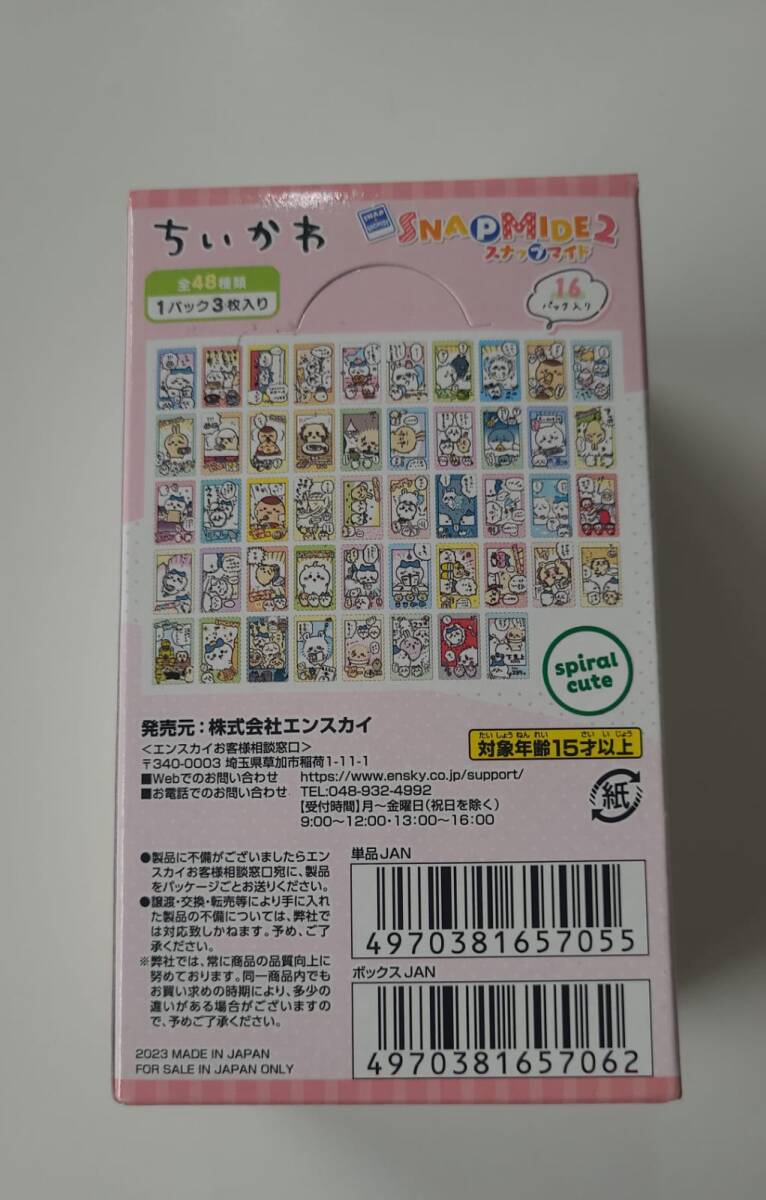 ちいかわ
SNAPMIDE2
スナップマイド
全48種類
1パック3枚入り
16
パック入り
spiral
cute
発売元：株式会社エンスカイ
＜エンスカイお客様相談窓口＞
〒340-0003 埼玉県草加市稲荷1-11-1
■Webでのお問い合わせ https://www.ensky.co.jp/support/
■お電話でのお問い合わせ TEL:048-932-4992
【受付時間】月〜金曜日(祝日を除く)
9:00〜12:00・13:00〜16:00
たいしょうねんれい さいいじょう
対象年齢15才以上
紙
●製品に不備がございましたらエン
スカイお客様相談窓口宛に、製品
をパッケージごとお送りください。
●譲渡・交換・転売等により手に入れ
た製品の不備については、弊社で
は対応致しかねます。予め、ご了
承ください。
※弊社では、常に商品の品質向上に
努めております。同一商品内でも
お買い求めの時期により、多少の
違いがある場合がございますの
で、予めご了承ください。
2023 MADE IN JAPAN
FOR SALE IN JAPAN ONLY
単品JAN
4970381657055
ボックスJAN
4970381657062